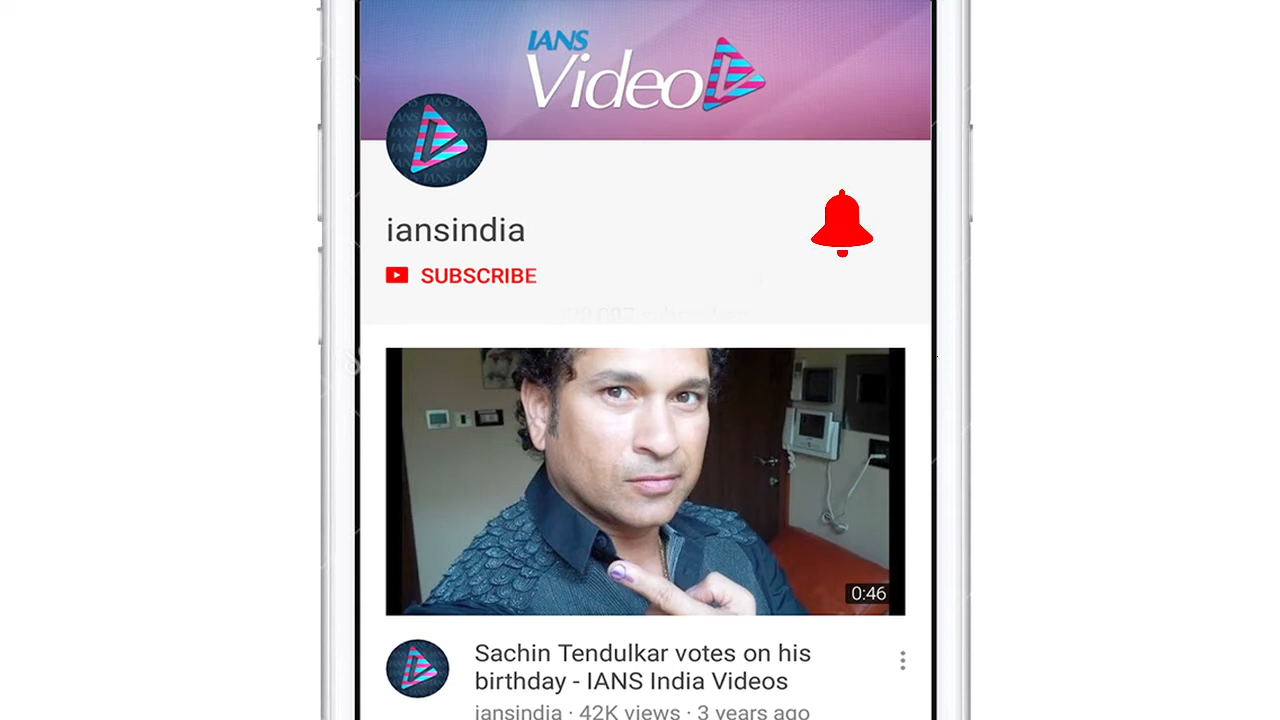 IANS
Video
iansindia
SUBSCRIBE
0:46
Sachin Tendulkar votes on his
birthday - IANS India Videos
iansindia · 42K views · 3 years ago